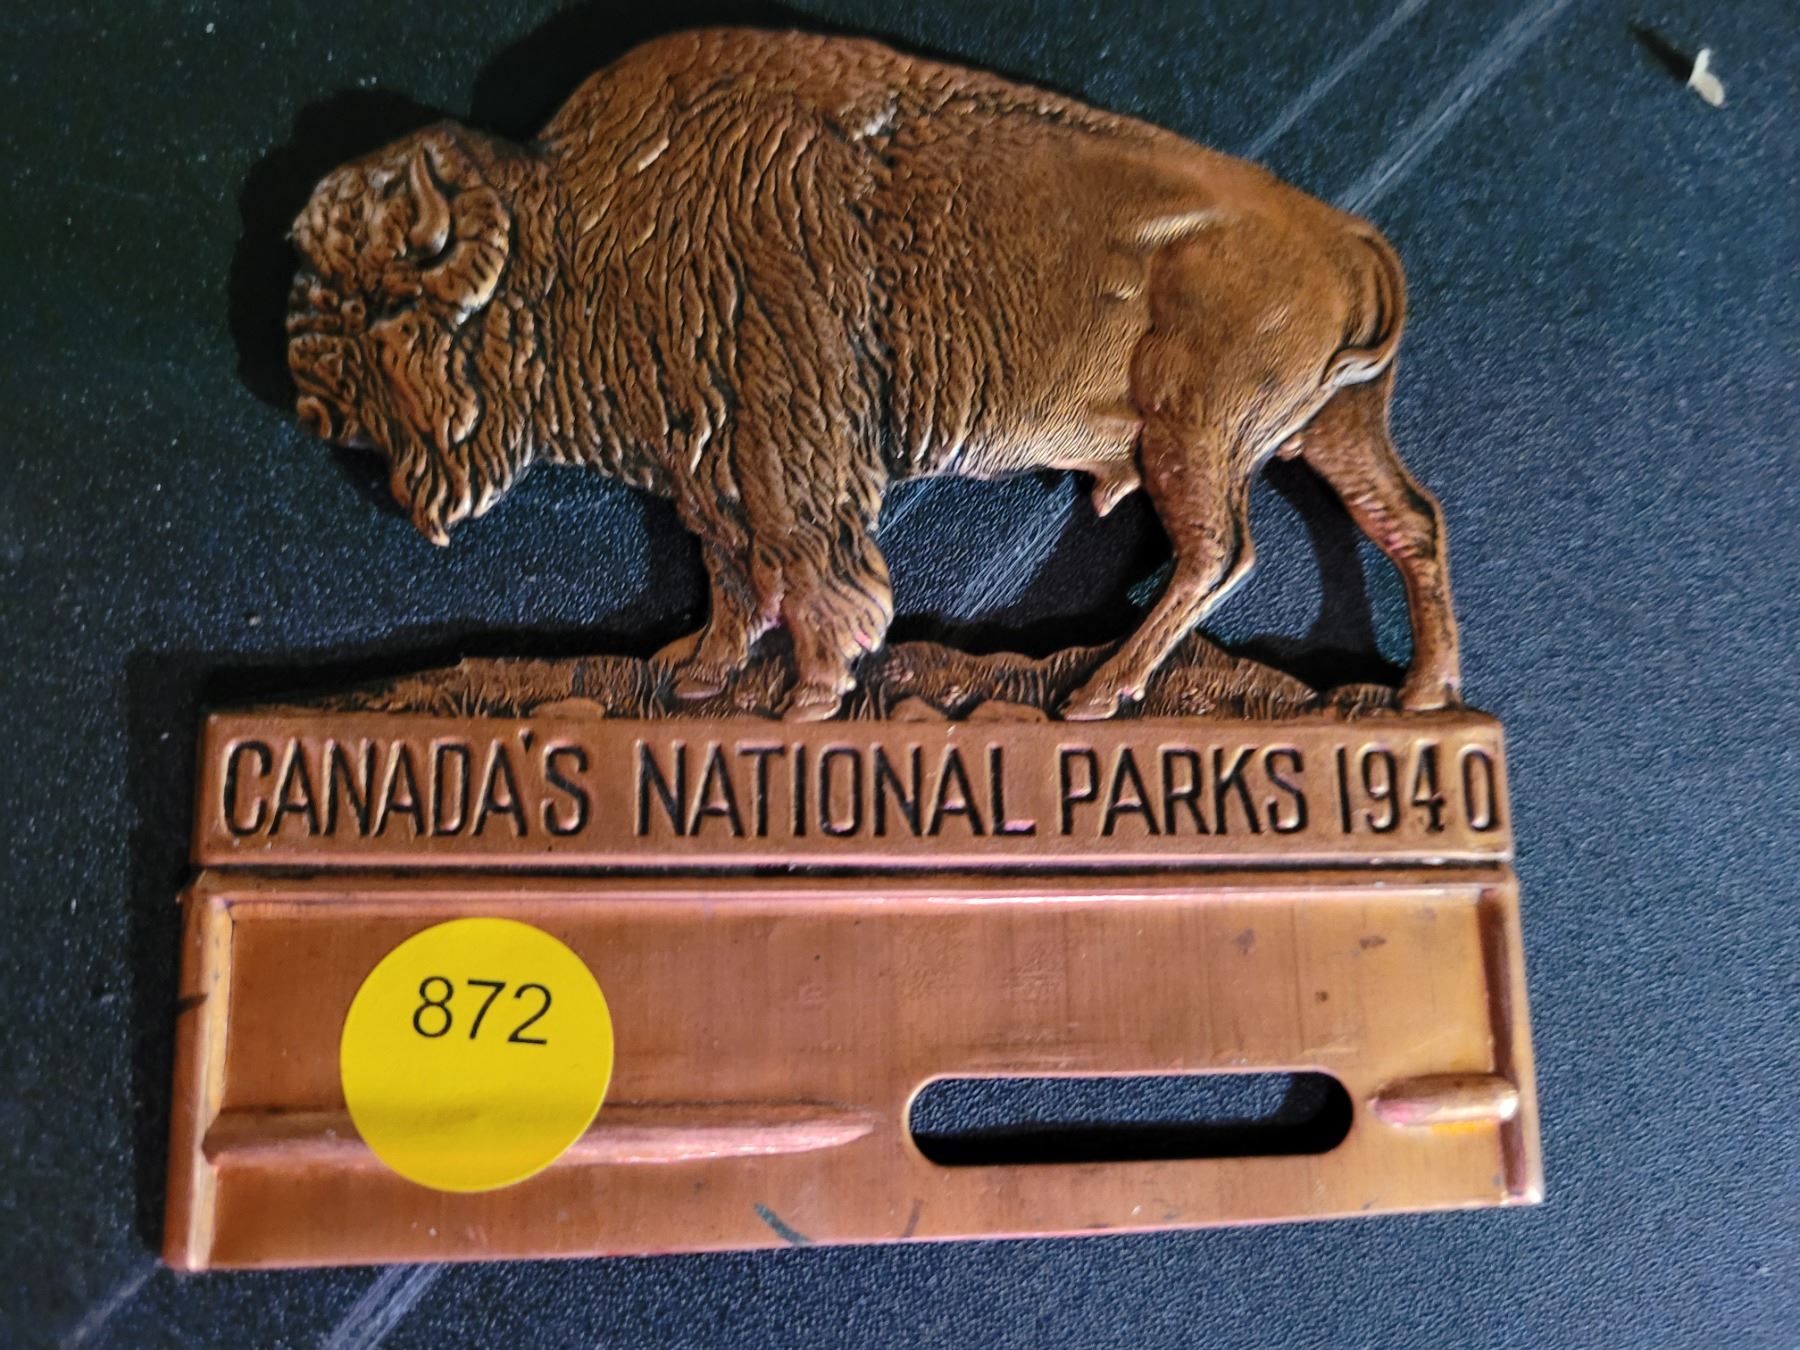 CANADA'S NATIONAL PARKS 1940
872